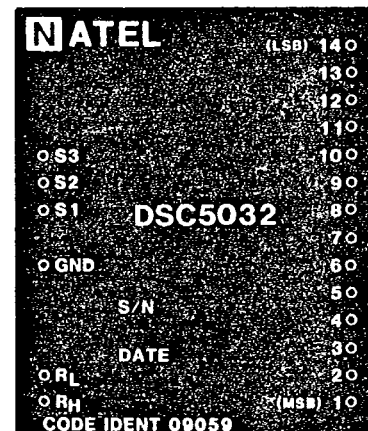 N NATEL
(LSB) 14
13
12
11
S3 10
S2 9
S1 8
DSC5032
7
GND 6
5
S/N
4
3
DATE
RL 2
RH (MSB) 1
CODE IDENT 09059